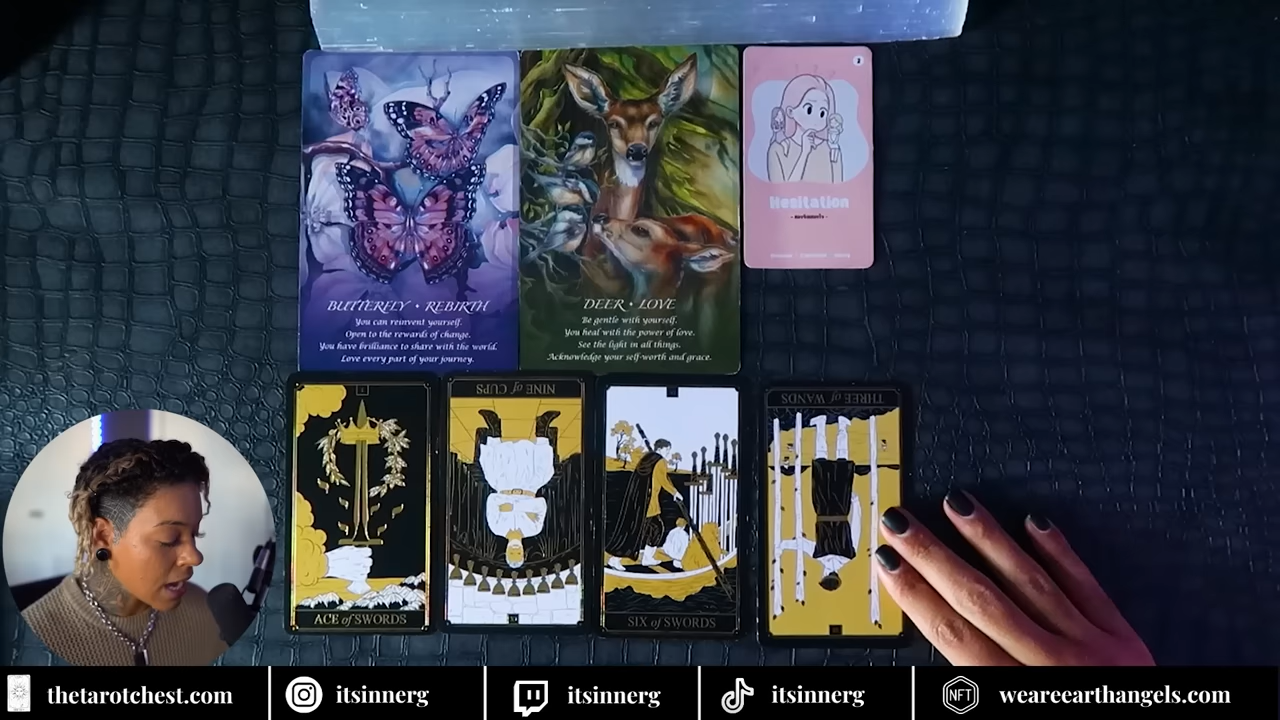 BUTTERFLY • REBIRTH
You can reinvent yourself.
Open to the rewards of change.
You have brilliance to share with the world.
Love every part of your journey.
DEER • LOVE
Be gentle with yourself.
You heal with the power of love.
See the light in all things.
Acknowledge your self-worth and grace.
Hesitation
ACE of SWORDS
NINE of CUPS
SIX of SWORDS
THREE of WANDS
thetarotchest.com
itsinnerg
itsinnerg
itsinnerg
NFT
weareearthangels.com